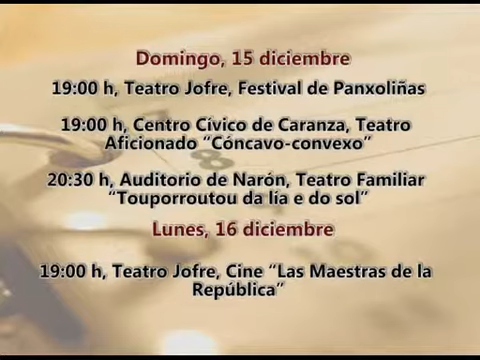 Domingo, 15 diciembre
19:00 h, Teatro Jofre, Festival de Panxoliñas
19:00 h, Centro Cívico de Caranza, Teatro
Aficionado “Cóncavo-convexo”
20:30 h, Auditorio de Narón, Teatro Familiar
“Touporroutou da lía e do sol”
Lunes, 16 diciembre
19:00 h, Teatro Jofre, Cine “Las Maestras de la
República”